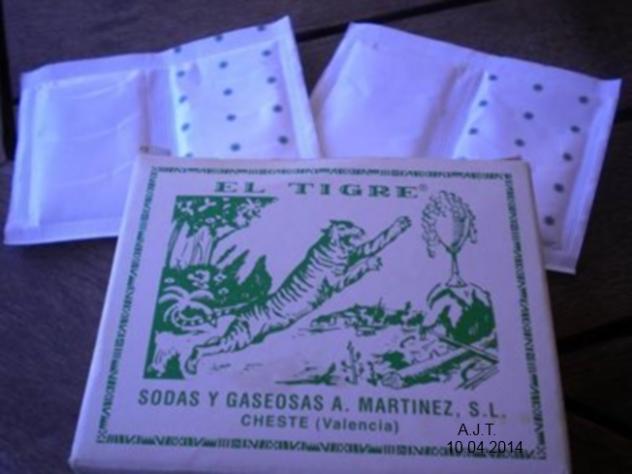 EL TIGRE®
SODAS Y GASEOSAS A. MARTINEZ, S.L.
CHESTE (Valencia)
A.J.T.
10 04 2014